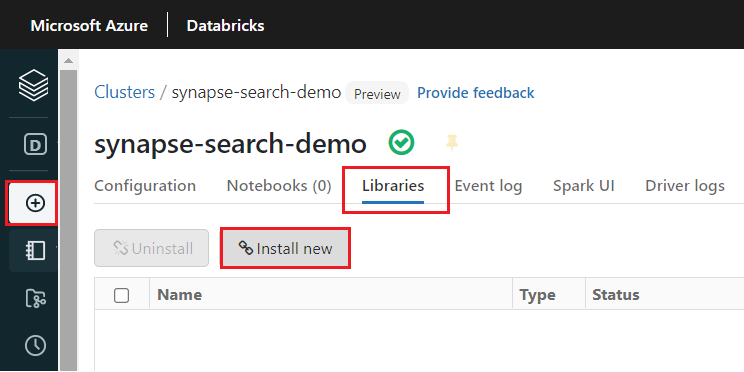 Microsoft Azure Databricks
D
Clusters / synapse-search-demo Preview Provide feedback
synapse-search-demo
Configuration Notebooks (0) Libraries Event log Spark UI Driver logs
Uninstall Install new
Name Type Status